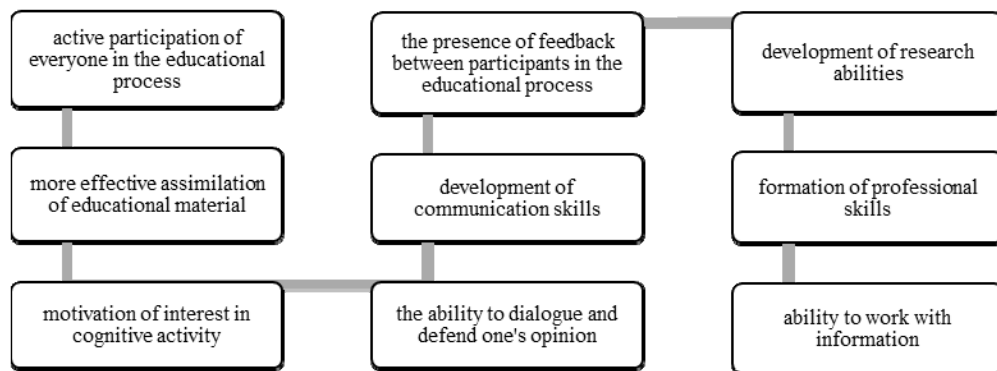 active participation of
everyone in the educational
process
more effective assimilation
of educational material
motivation of interest in
cognitive activity
the ability to dialogue and
defend one's opinion
development of
communication skills
the presence of feedback
between participants in the
educational process
development of research
abilities
formation of professional
skills
ability to work with
information